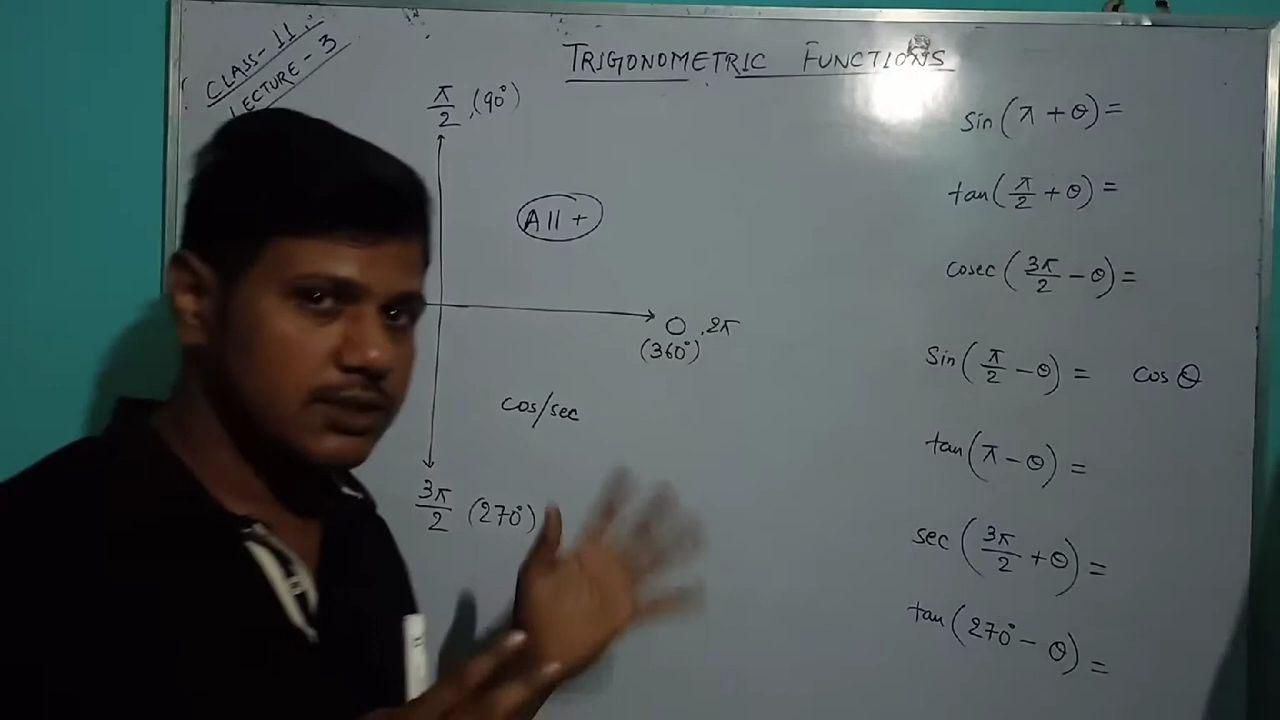 CLASS-11
LECTURE-3
TRIGONOMETRIC FUNCTIONS
π/2, (90°)
All +
0, 2π
(360°)
cos/sec
3π/2 (270°)
sin(π + θ) =
tan(π/2 + θ) =
cosec(3π/2 - θ) =
sin(π/2 - θ) = cos θ
tan(π - θ) =
sec(3π/2 + θ) =
tan(270° - θ) =